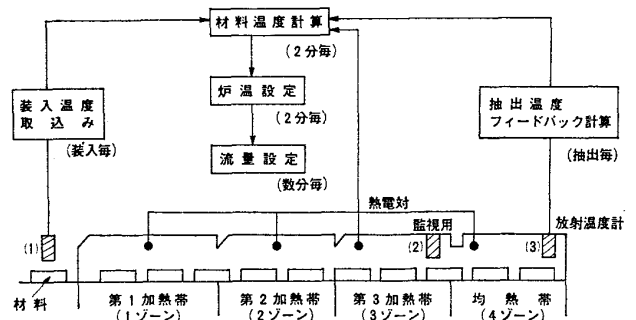 材料温度計算
(2分毎)
炉温設定
(2分毎)
流量設定
(数分毎)
装入温度
取込み
(装入毎)
抽出温度
フィードバック計算
(抽出毎)
熱電対
監視用
放射温度計
(1)
(2)
(3)
材料
第1加熱帯
(1ゾーン)
第2加熱帯
(2ゾーン)
第3加熱帯
(3ゾーン)
均熱帯
(4ゾーン)